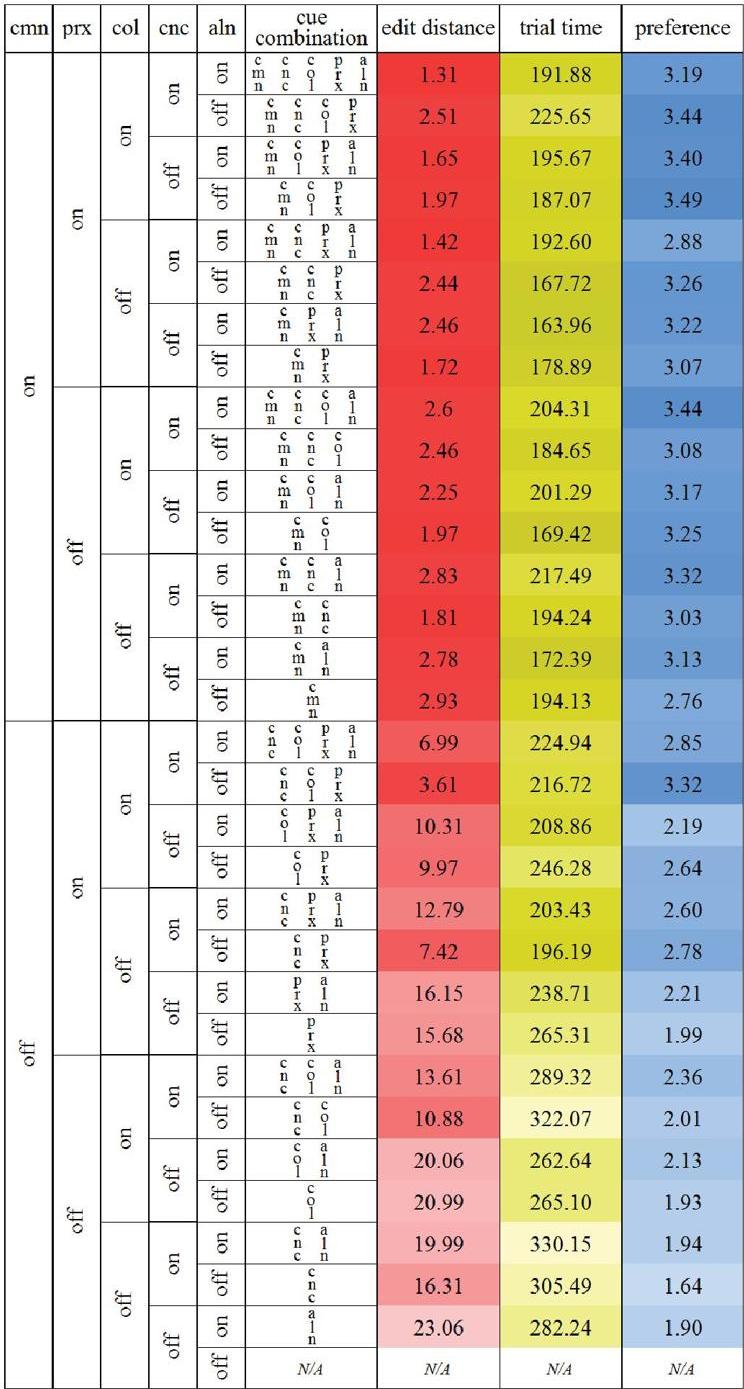 cmn prx col cnc aln cue combination edit distance trial time preference
on on on on on cmn cnc col prx aln 1.31 191.88 3.19
off cmn cnc col prx 2.51 225.65 3.44
off on cmn col prx aln 1.65 195.67 3.40
off cmn col prx 1.97 187.07 3.49
off on on cmn cnc prx aln 1.42 192.60 2.88
off cmn cnc prx 2.44 167.72 3.26
off on cmn prx aln 2.46 163.96 3.22
off cmn prx 1.72 178.89 3.07
off on on on cmn cnc col aln 2.6 204.31 3.44
off cmn cnc col 2.46 184.65 3.08
off on cmn col aln 2.25 201.29 3.17
off cmn col 1.97 169.42 3.25
off on on cmn cnc aln 2.83 217.49 3.32
off cmn cnc 1.81 194.24 3.03
off on cmn aln 2.78 172.39 3.13
off cmn 2.93 194.13 2.76
off on on on on cnc col prx aln 6.99 224.94 2.85
off cnc col prx 3.61 216.72 3.32
off on col prx aln 10.31 208.86 2.19
off col prx 9.97 246.28 2.64
off on on cnc prx aln 12.79 203.43 2.60
off cnc prx 7.42 196.19 2.78
off on prx aln 16.15 238.71 2.21
off prx 15.68 265.31 1.99
off on on on cnc col aln 13.61 289.32 2.36
off cnc col 10.88 322.07 2.01
off on col aln 20.06 262.64 2.13
off col 20.99 265.10 1.93
off on on cnc aln 19.99 330.15 1.94
off cnc 16.31 305.49 1.64
off on aln 23.06 282.24 1.90
off N/A N/A N/A N/A